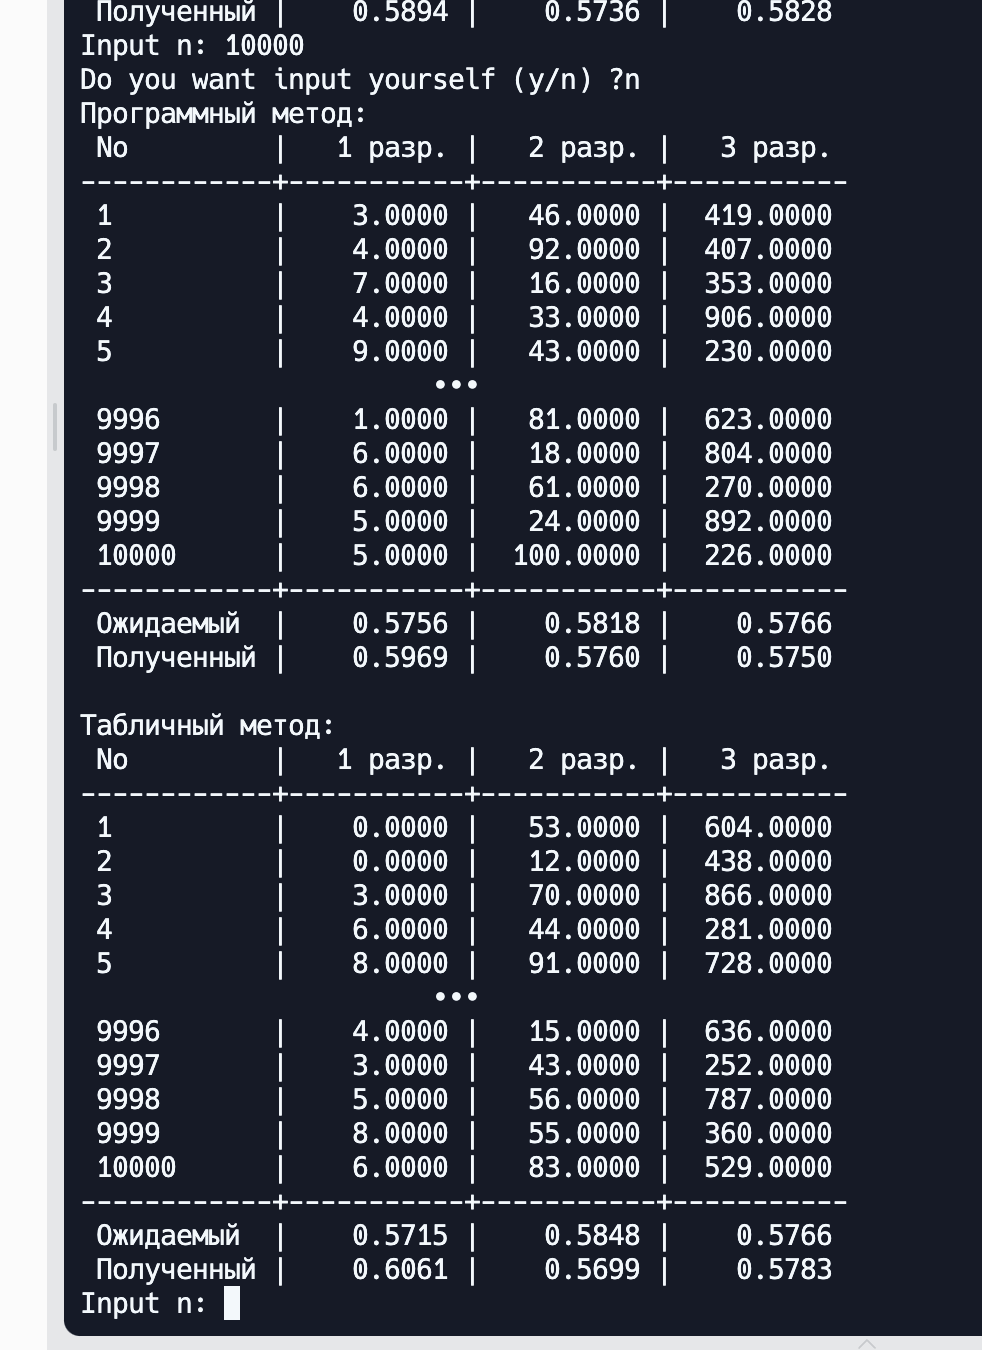 Полученный |    0.5894 |    0.5736 |    0.5828
Input n: 10000
Do you want input yourself (y/n) ?n
Программный метод:
 No         |   1 разр. |   2 разр. |   3 разр.
------------+-----------+-----------+-----------
 1          |    3.0000 |   46.0000 |  419.0000
 2          |    4.0000 |   92.0000 |  407.0000
 3          |    7.0000 |   16.0000 |  353.0000
 4          |    4.0000 |   33.0000 |  906.0000
 5          |    9.0000 |   43.0000 |  230.0000
•••
 9996       |    1.0000 |   81.0000 |  623.0000
 9997       |    6.0000 |   18.0000 |  804.0000
 9998       |    6.0000 |   61.0000 |  270.0000
 9999       |    5.0000 |   24.0000 |  892.0000
 10000      |    5.0000 |  100.0000 |  226.0000
------------+-----------+-----------+-----------
 Ожидаемый  |    0.5756 |    0.5818 |    0.5766
 Полученный |    0.5969 |    0.5760 |    0.5750
Табличный метод:
 No         |   1 разр. |   2 разр. |   3 разр.
------------+-----------+-----------+-----------
 1          |    0.0000 |   53.0000 |  604.0000
 2          |    0.0000 |   12.0000 |  438.0000
 3          |    3.0000 |   70.0000 |  866.0000
 4          |    6.0000 |   44.0000 |  281.0000
 5          |    8.0000 |   91.0000 |  728.0000
•••
 9996       |    4.0000 |   15.0000 |  636.0000
 9997       |    3.0000 |   43.0000 |  252.0000
 9998       |    5.0000 |   56.0000 |  787.0000
 9999       |    8.0000 |   55.0000 |  360.0000
 10000      |    6.0000 |   83.0000 |  529.0000
------------+-----------+-----------+-----------
 Ожидаемый  |    0.5715 |    0.5848 |    0.5766
 Полученный |    0.6061 |    0.5699 |    0.5783
Input n: